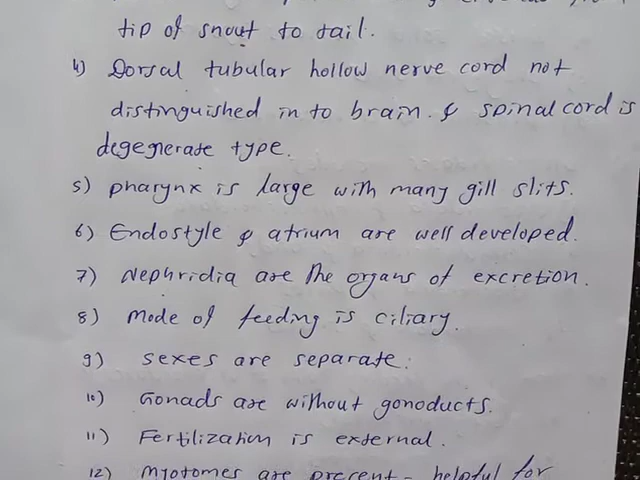 tip of snout to tail.
4) Dorsal tubular hollow nerve cord not
distinguished in to brain. & spinal cord is
degegnerate type.
5) pharynx is large with many gill slits.
6) Endostyle & atrium are well developed.
7) Nephridia are the organs of excretion.
8) mode of feeding is ciliary.
9) sexes are separate.
10) Gonads are without gonoducts.
11) Fertilization is external.
12) myotomes are present - helpful for